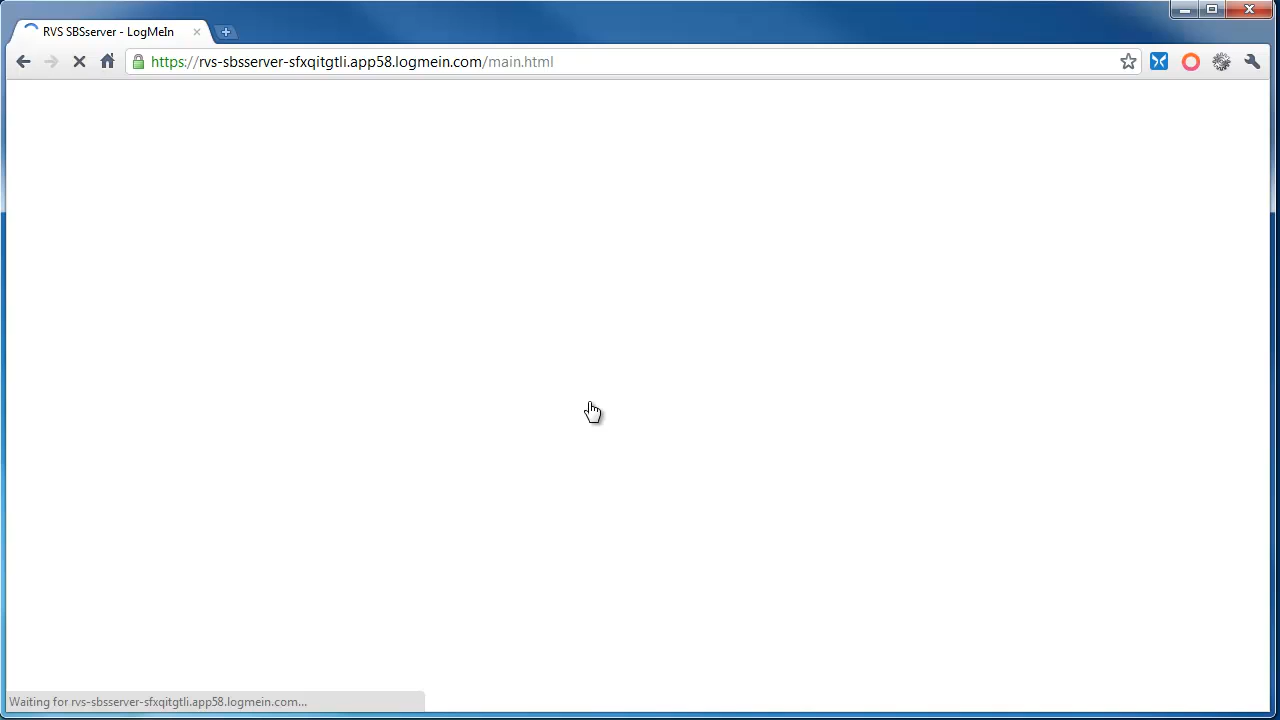 RVS SBSserver - LogMeIn
https://rvs-sbsserver-sfxqitgtli.app58.logmein.com/main.html
Waiting for rvs-sbsserver-sfxqitgtli.app58.logmein.com...